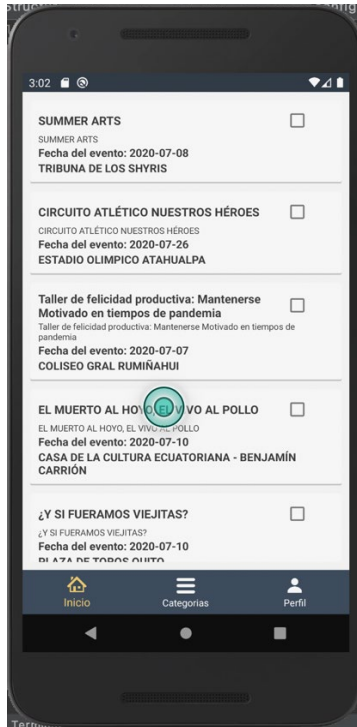 3:02
SUMMER ARTS
SUMMER ARTS
Fecha del evento: 2020-07-08
TRIBUNA DE LOS SHYRIS
CIRCUITO ATLÉTICO NUESTROS HÉROES
CIRCUITO ATLÉTICO NUESTROS HÉROES
Fecha del evento: 2020-07-26
ESTADIO OLIMPICO ATAHUALPA
Taller de felicidad productiva: Mantenerse
Motivado en tiempos de pandemia
Taller de felicidad productiva: Mantenerse Motivado en tiempos de
pandemia
Fecha del evento: 2020-07-07
COLISEO GRAL RUMIÑAHUI
EL MUERTO AL HOYO, EL VIVO AL POLLO
EL MUERTO AL HOYO, EL VIVO AL POLLO
Fecha del evento: 2020-07-10
CASA DE LA CULTURA ECUATORIANA - BENJAMÍN
CARRIÓN
¿Y SI FUERAMOS VIEJITAS?
¿Y SI FUERAMOS VIEJITAS?
Fecha del evento: 2020-07-10
PLAZA DE TOROS QUITO
Inicio Categorias Perfil